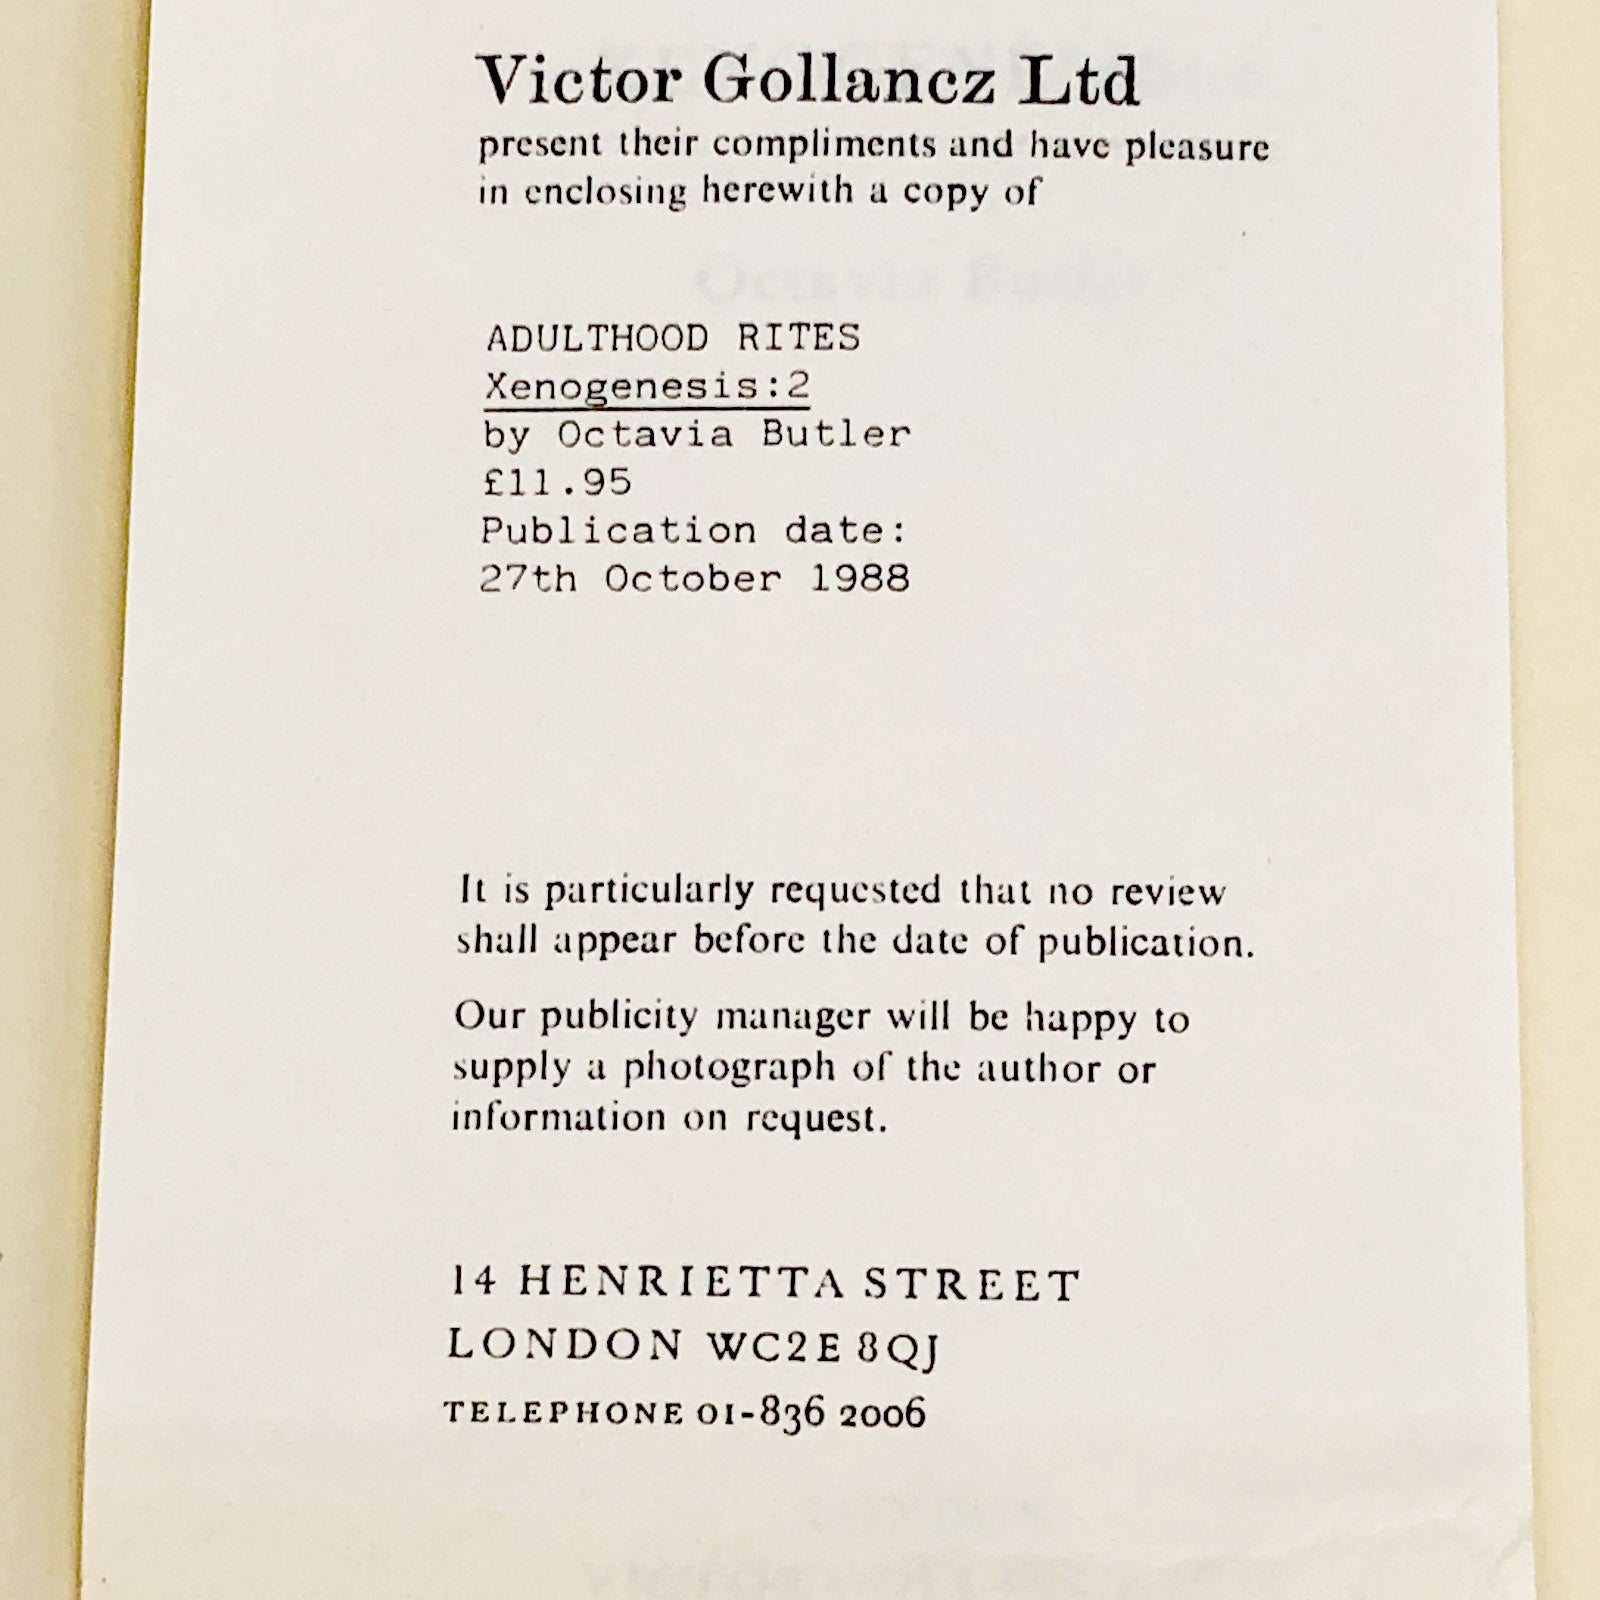 Victor Gollancz Ltd
present their compliments and have pleasure
in enclosing herewith a copy of
Octavia Butler
ADULTHOOD RITES
Xenogenesis:2
by Octavia Butler
£11.95
Publication date:
27th October 1988
It is particularly requested that no review
shall appear before the date of publication.
Our publicity manager will be happy to
supply a photograph of the author or
information on request.
14 HENRIETTA STREET
LONDON WC2E 8QJ
TELEPHONE 01-836 2006